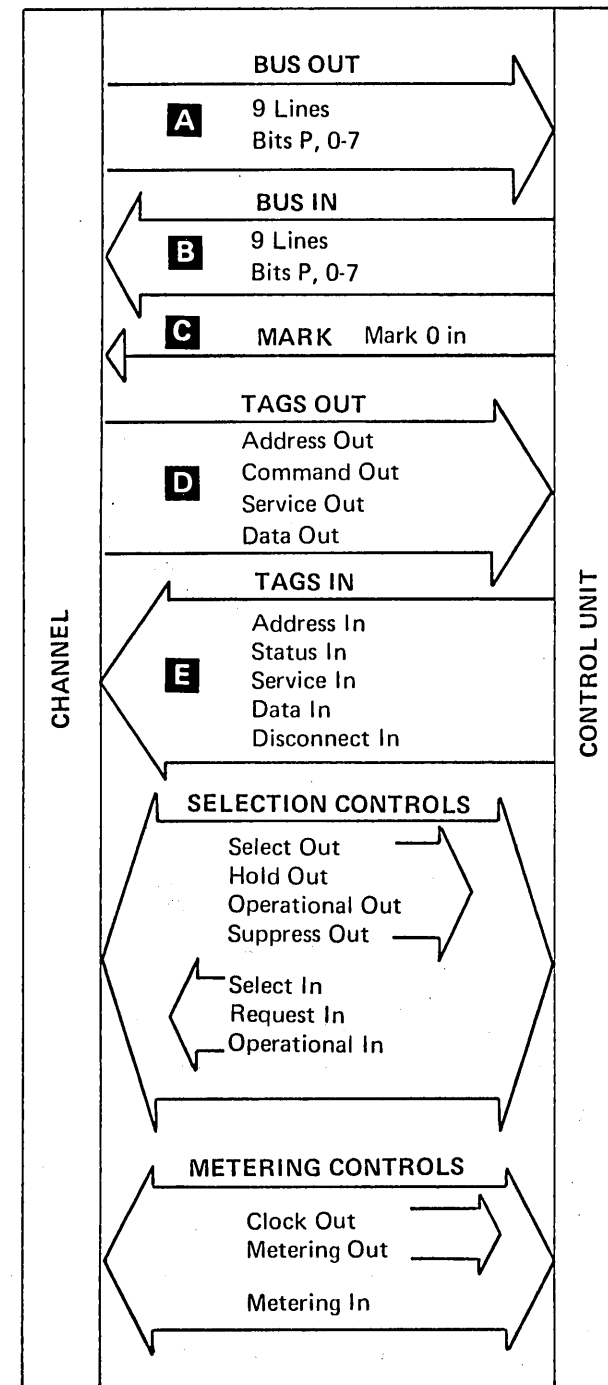 BUS OUT
A
9 Lines
Bits P, 0-7
BUS IN
B
9 Lines
Bits P, 0-7
C
MARK Mark 0 in
TAGS OUT
Address Out
Command Out
D
Service Out
Data Out
TAGS IN
Address In
Status In
E
Service In
Data In
Disconnect In
CHANNEL
CONTROL UNIT
SELECTION CONTROLS
Select Out
Hold Out
Operational Out
Suppress Out
Select In
Request In
Operational In
METERING CONTROLS
Clock Out
Metering Out
Metering In